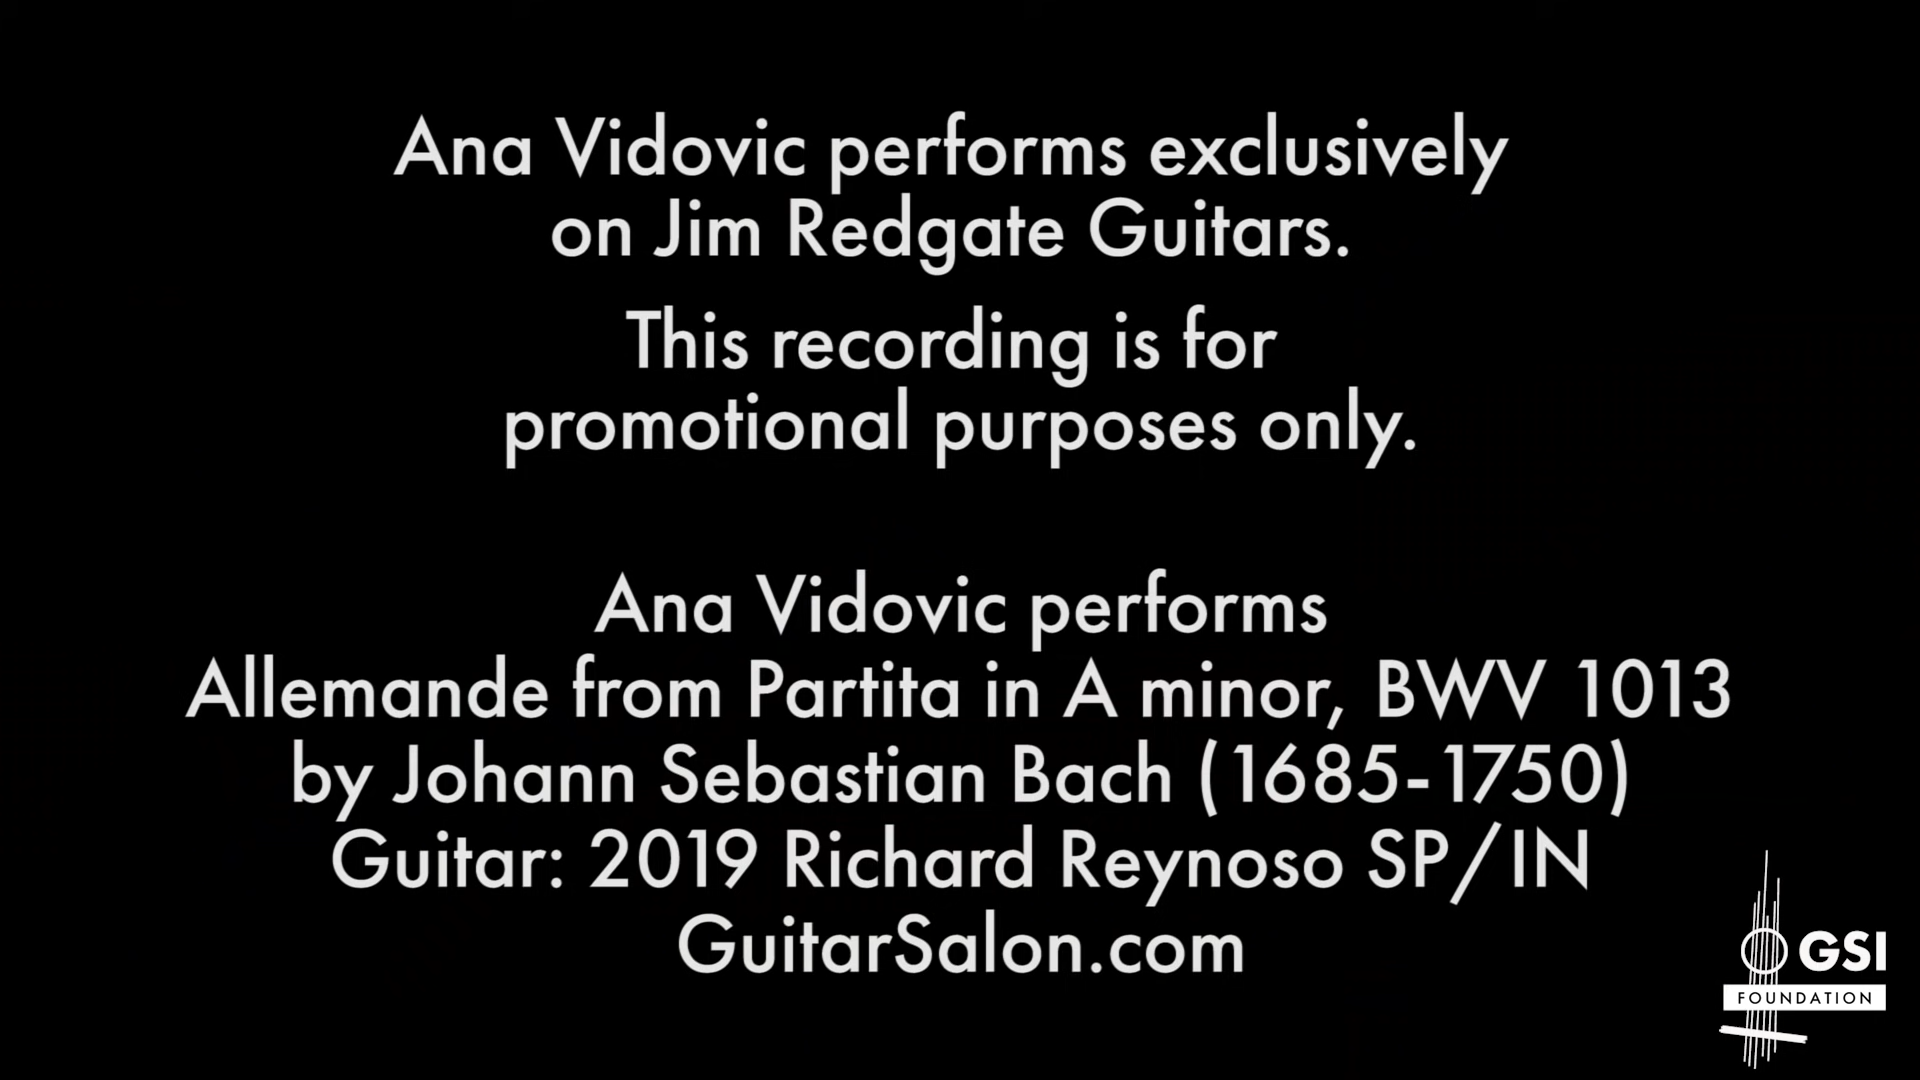 Ana Vidovic performs exclusively
on Jim Redgate Guitars.
This recording is for
promotional purposes only.
Ana Vidovic performs
Allemande from Partita in A minor, BWV 1013
by Johann Sebastian Bach (1685-1750)
Guitar: 2019 Richard Reynoso SP/IN
GuitarSalon.com
GSI
FOUNDATION